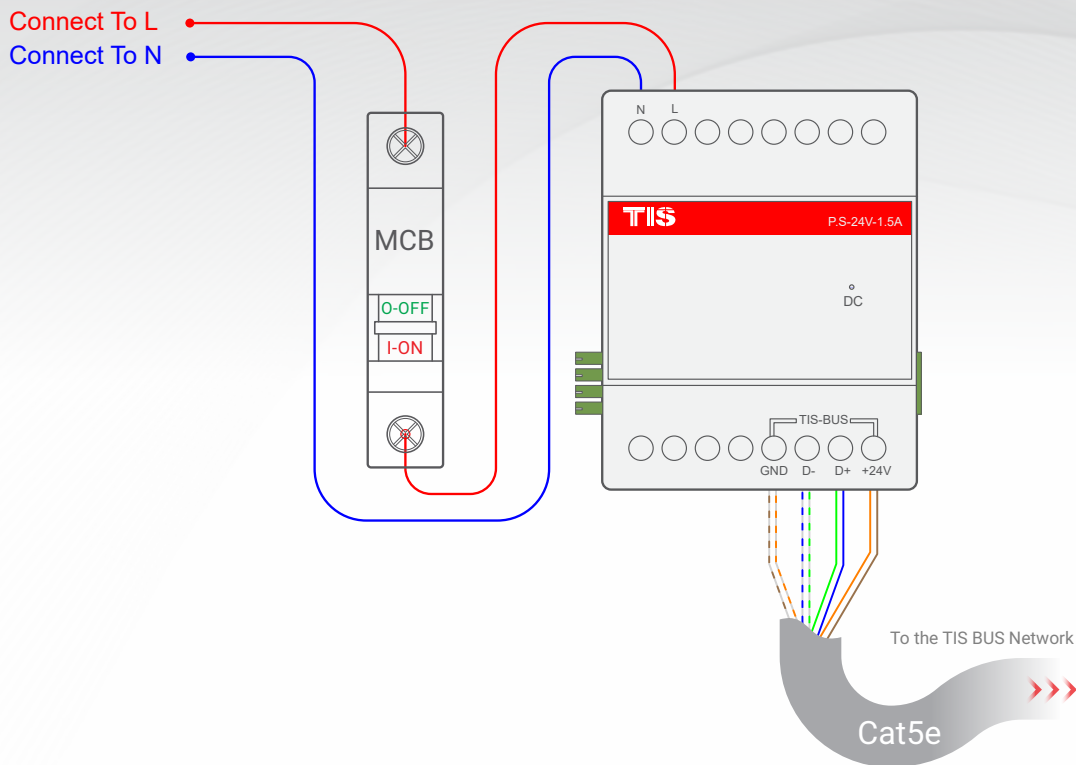 Connect To L
Connect To N
N L
TIS P.S-24V-1.5A
MCB
DC
O-OFF
I-ON
TIS-BUS
GND D- D+ +24V
To the TIS BUS Network
Cat5e